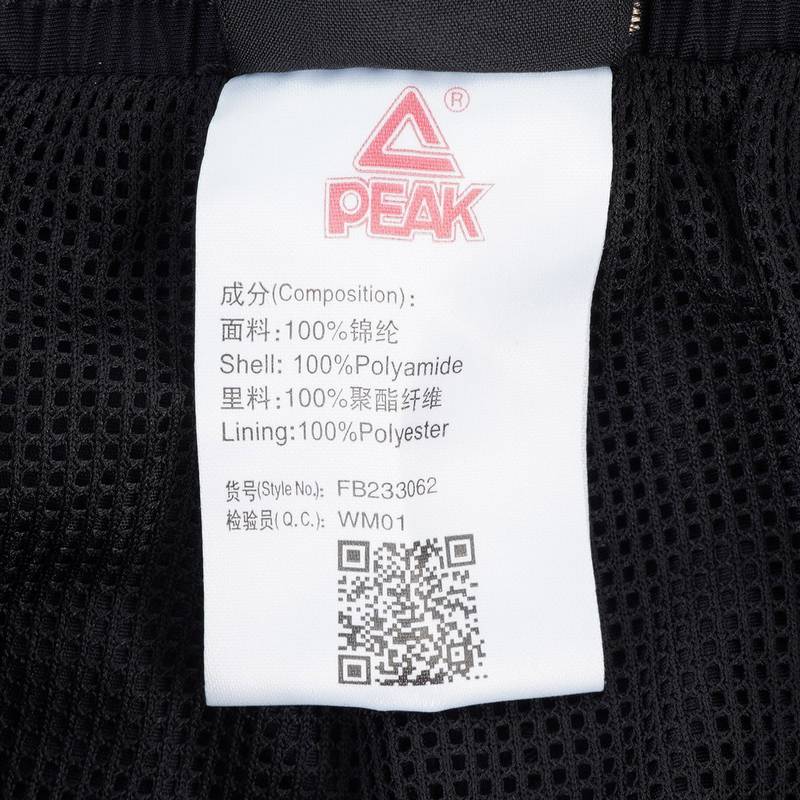 ®
PEAK
成分(Composition):
面料:100%锦纶
Shell: 100%Polyamide
里料:100%聚酯纤维
Lining:100%Polyester
货号(Style No.): FB233062
检验员(Q.C.): WM01